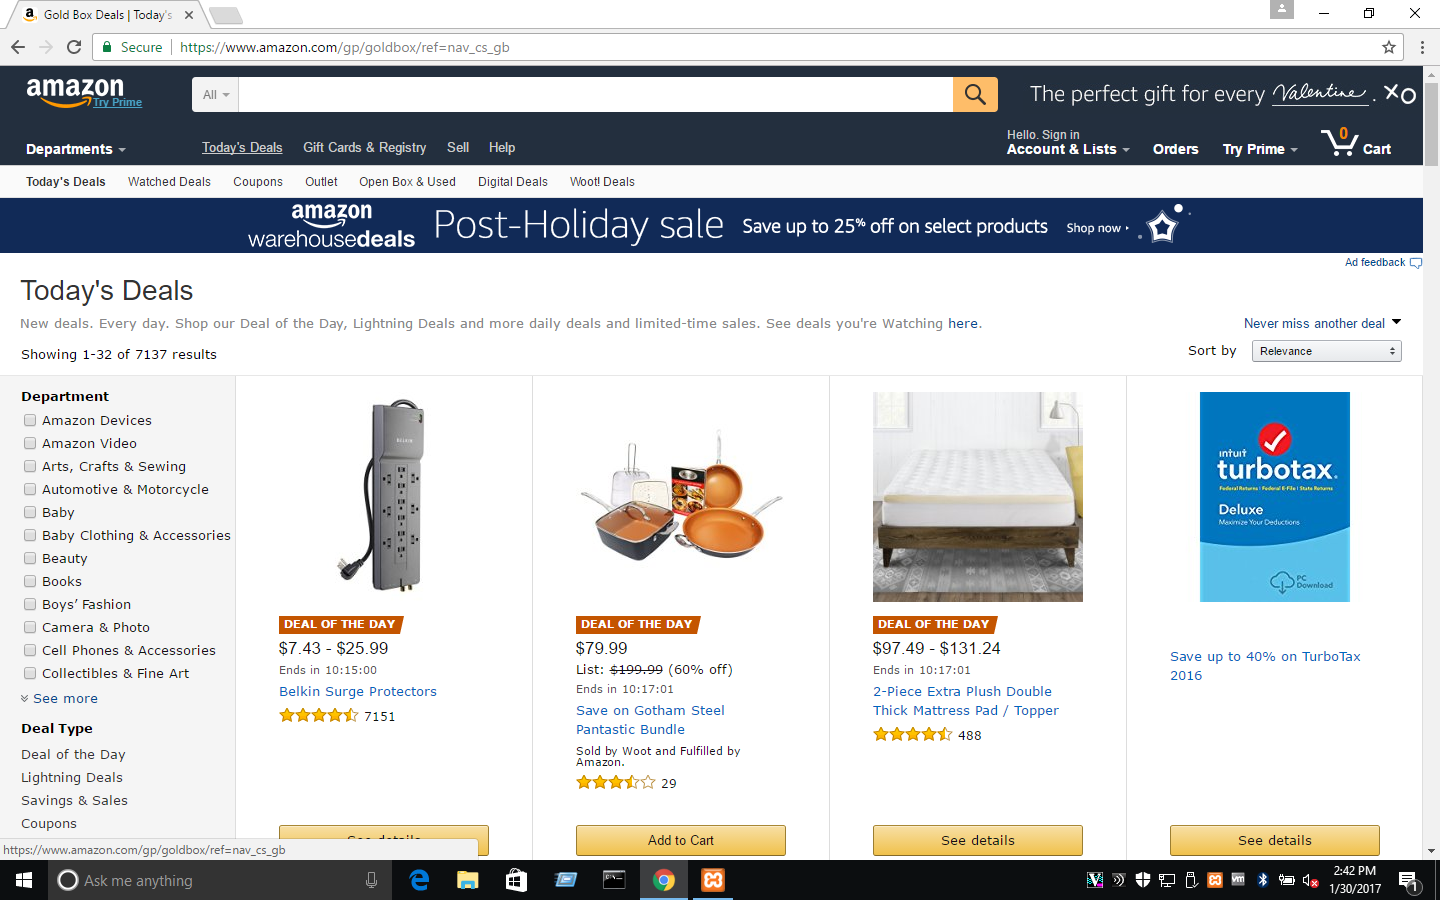 Gold Box Deals | Today's
Secure https://www.amazon.com/gp/goldbox/ref=nav_cs_gb
amazon
Try Prime
All
The perfect gift for every Valentine. XO
Departments
Today's Deals Gift Cards & Registry Sell Help
Hello. Sign in
Account & Lists Orders Try Prime 0 Cart
Today's Deals Watched Deals Coupons Outlet Open Box & Used Digital Deals Woot! Deals
amazon
warehousedeals
Post-Holiday sale Save up to 25% off on select products Shop now
Ad feedback
Today's Deals
New deals. Every day. Shop our Deal of the Day, Lightning Deals and more daily deals and limited-time sales. See deals you're Watching here.
Never miss another deal
Showing 1-32 of 7137 results
Sort by Relevance
Department
Amazon Devices
Amazon Video
Arts, Crafts & Sewing
Automotive & Motorcycle
Baby
Baby Clothing & Accessories
Beauty
Books
Boys’ Fashion
Camera & Photo
Cell Phones & Accessories
Collectibles & Fine Art
See more
Deal Type
Deal of the Day
Lightning Deals
Savings & Sales
Coupons
BELKIN
DEAL OF THE DAY
$7.43 - $25.99
Ends in 10:15:00
Belkin Surge Protectors
7151
See details
DEAL OF THE DAY
$79.99
List: $199.99 (60% off)
Ends in 10:17:01
Save on Gotham Steel
Pantastic Bundle
Sold by Woot and Fulfilled by
Amazon.
29
Add to Cart
DEAL OF THE DAY
$97.49 - $131.24
Ends in 10:17:01
2-Piece Extra Plush Double
Thick Mattress Pad / Topper
488
See details
intuit
turbotax.
Federal Returns | Federal E-File | State Returns
Deluxe
Maximize Your Deductions
PC
Download
Save up to 40% on TurboTax
2016
See details
https://www.amazon.com/gp/goldbox/ref=nav_cs_gb
Ask me anything
2:42 PM
1/30/2017
1